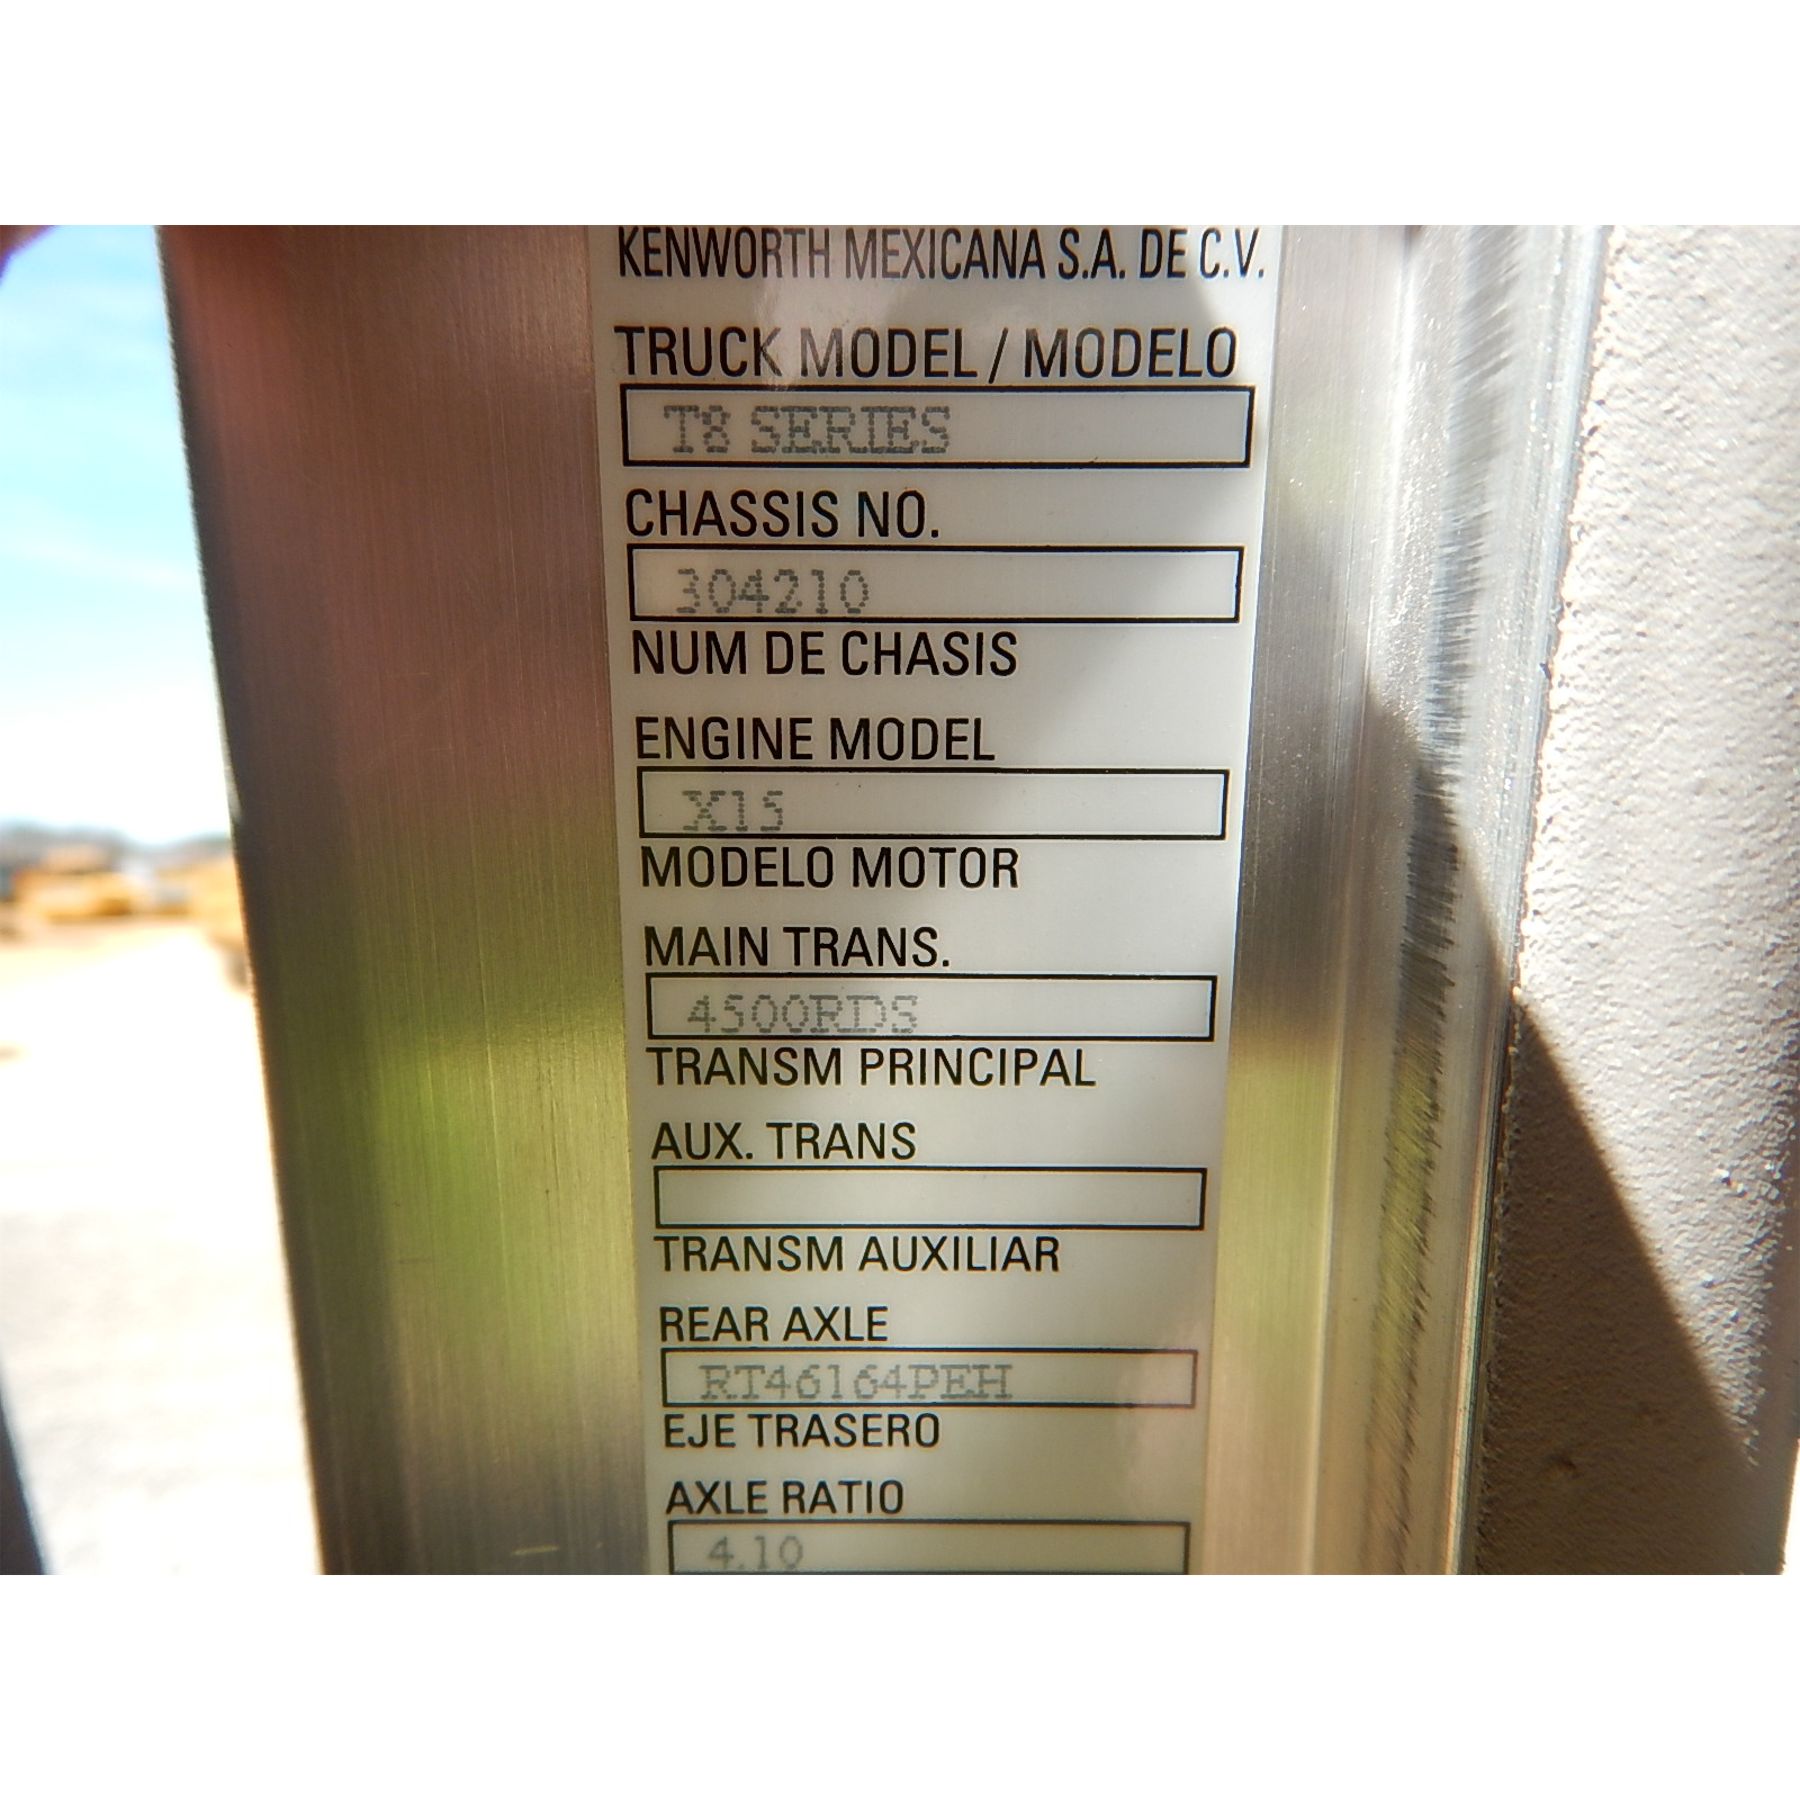 KENWORTH MEXICANA S.A. DE C.V.
TRUCK MODEL / MODELO
T8 SERIES
CHASSIS NO.
304210
NUM DE CHASIS
ENGINE MODEL
X15
MODELO MOTOR
MAIN TRANS.
4500RDS
TRANSM PRINCIPAL
AUX. TRANS
TRANSM AUXILIAR
REAR AXLE
RT46164PEH
EJE TRASERO
AXLE RATIO
4.10